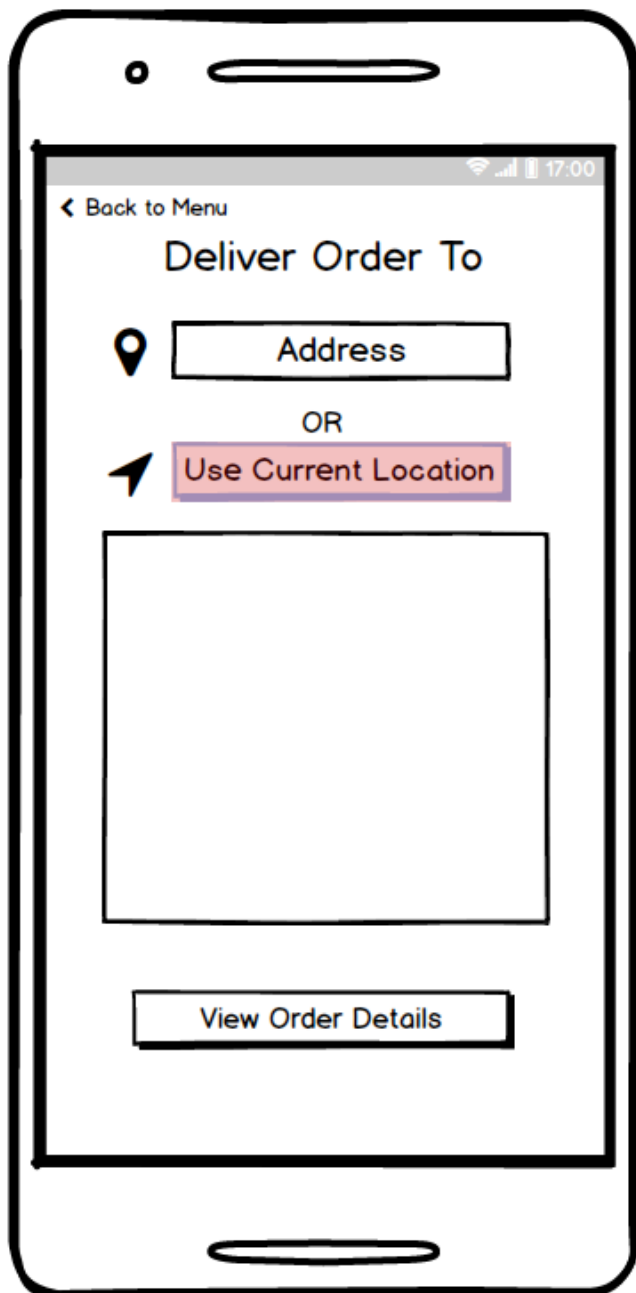 17:00
Back to Menu
Deliver Order To
Address
OR
Use Current Location
View Order Details